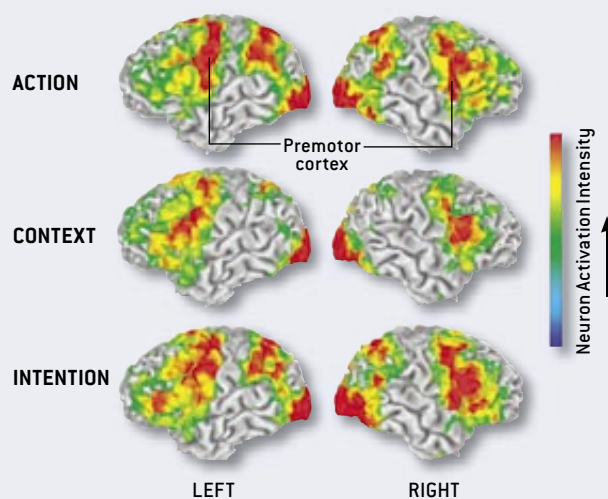 ACTION
Premotor
cortex
CONTEXT
INTENTION
LEFT
RIGHT
Neuron Activation Intensity